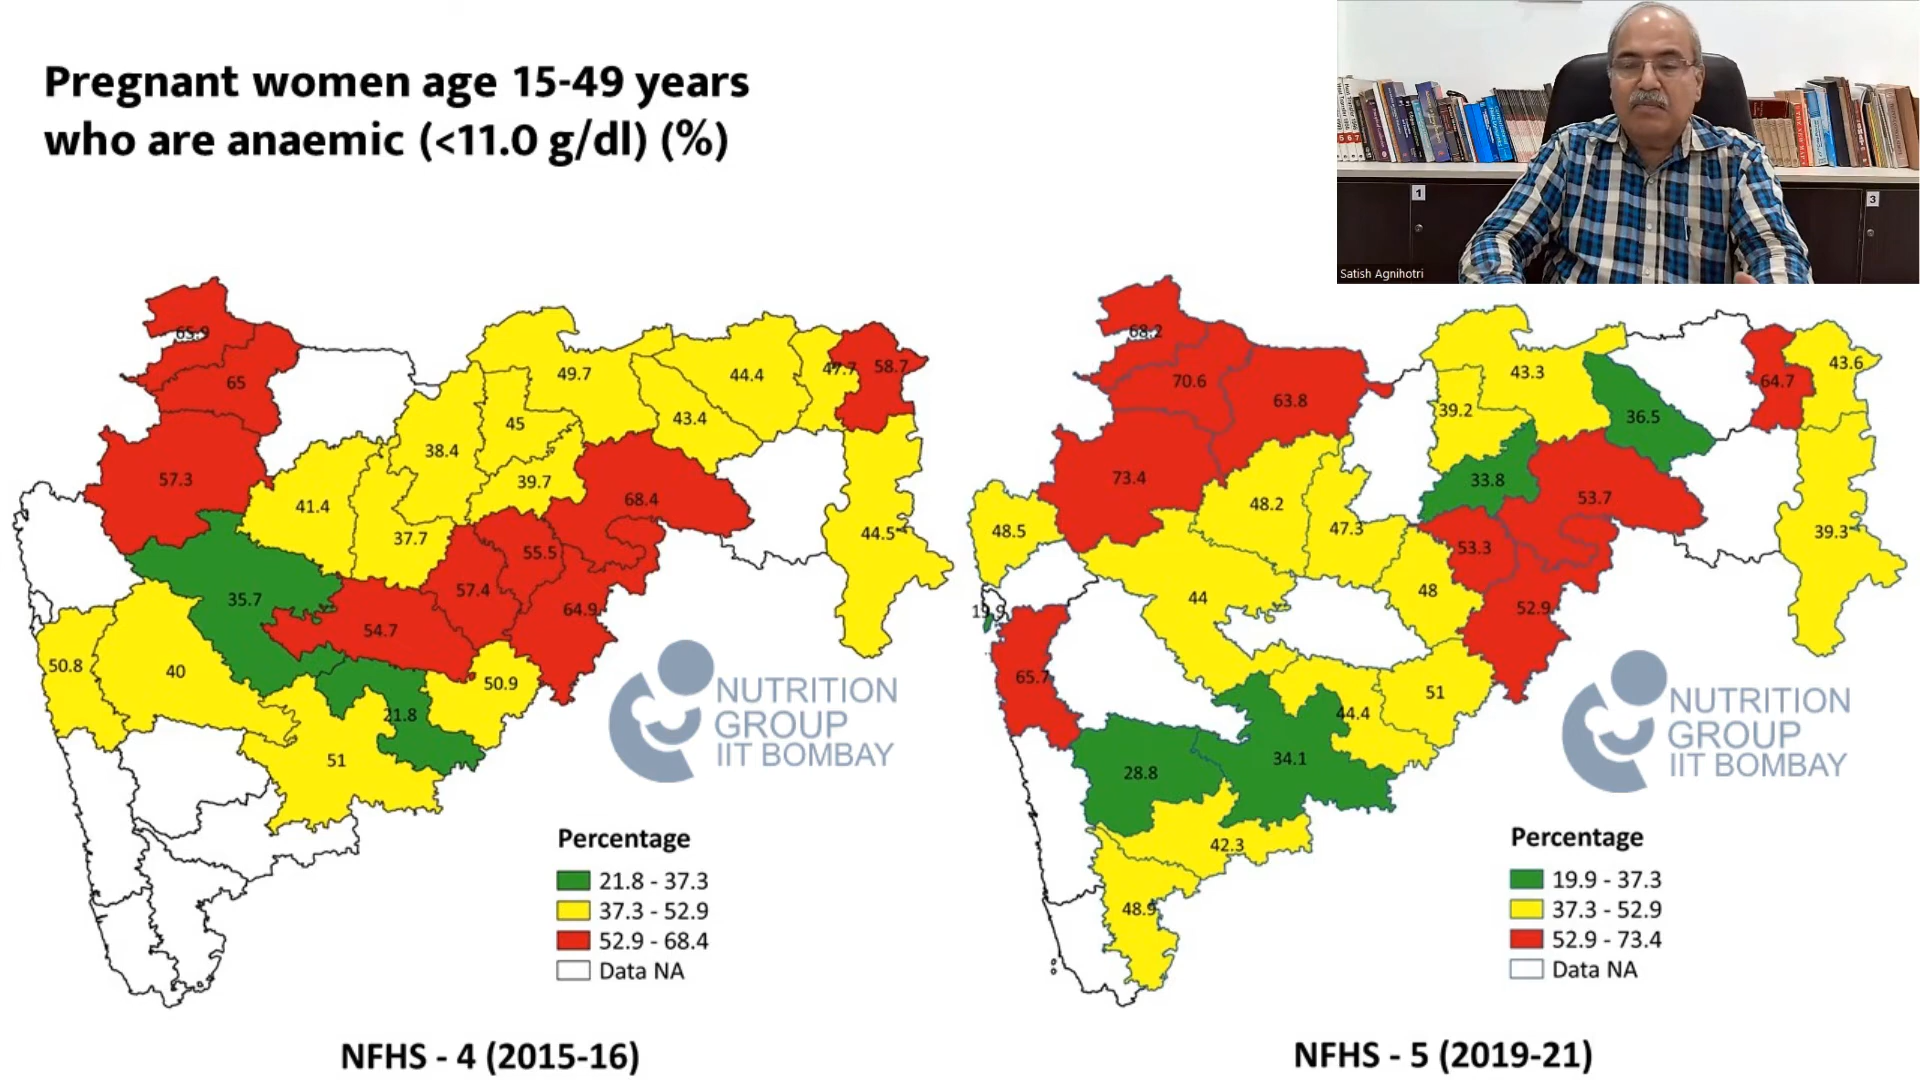 Pregnant women age 15-49 years
who are anaemic (<11.0 g/dl) (%)
1
3
Satish Agnihotri
65.9
65
57.3
49.7
44.4
47.7
58.7
45
43.4
38.4
39.7
41.4
37.7
68.4
44.5
55.5
57.4
64.9
35.7
54.7
50.8
40
50.9
21.8
51
NUTRITION
GROUP
IIT BOMBAY
Percentage
21.8 - 37.3
37.3 - 52.9
52.9 - 68.4
Data NA
NFHS - 4 (2015-16)
68.2
70.6
63.8
73.4
43.3
39.2
36.5
64.7
43.6
33.8
53.7
48.5
48.2
47.3
53.3
39.3
44
48
52.9
19.9
65.7
51
44.4
28.8
34.1
42.3
48.9
NUTRITION
GROUP
IIT BOMBAY
Percentage
19.9 - 37.3
37.3 - 52.9
52.9 - 73.4
Data NA
NFHS - 5 (2019-21)